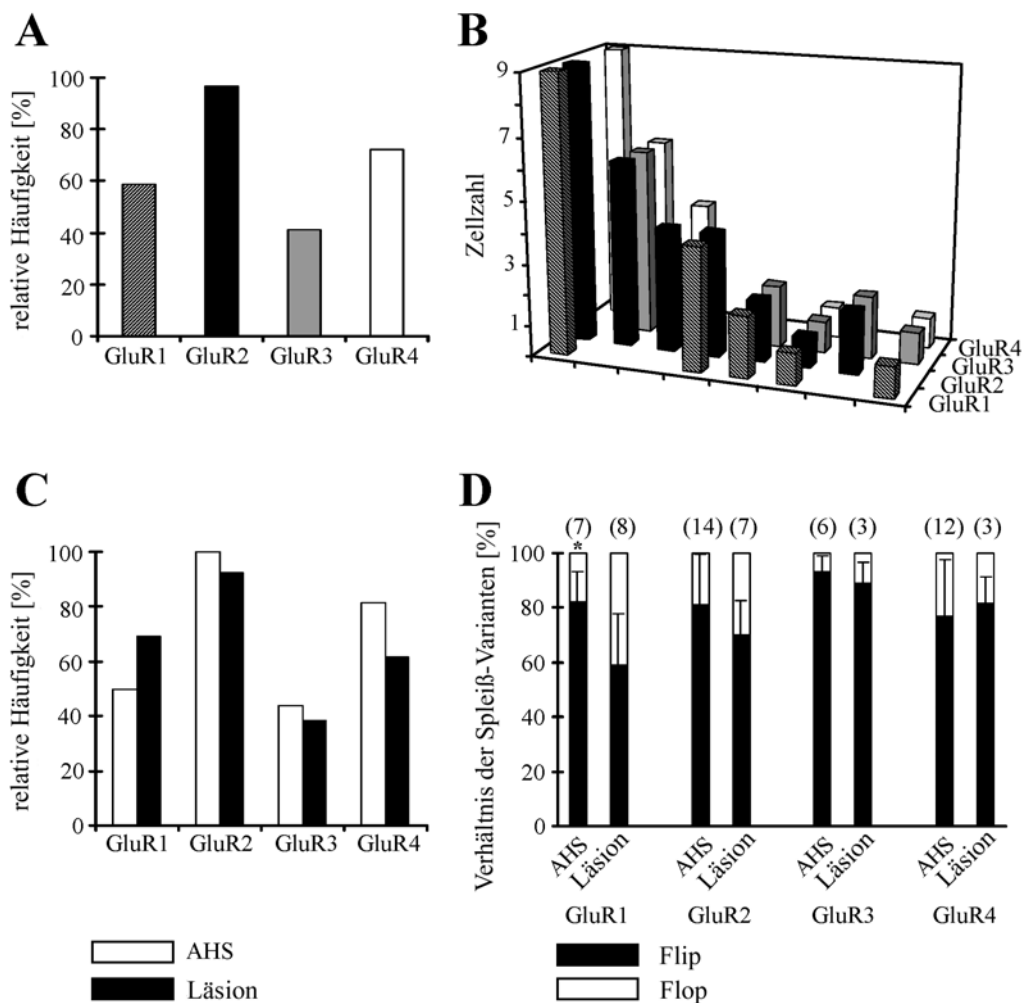 A
relative Häufigkeit [%]
100
80
60
40
20
0
GluR1 GluR2 GluR3 GluR4
B
Zellzahl
9
7
5
3
1
GluR4
GluR3
GluR2
GluR1
C
relative Häufigkeit [%]
100
80
60
40
20
0
GluR1 GluR2 GluR3 GluR4
AHS
Läsion
D
Verhältnis der Spleiß-Varianten [%]
(7) (8) (14) (7) (6) (3) (12) (3)
*
100
80
60
40
20
0
AHS Läsion AHS Läsion AHS Läsion AHS Läsion
GluR1 GluR2 GluR3 GluR4
Flip
Flop